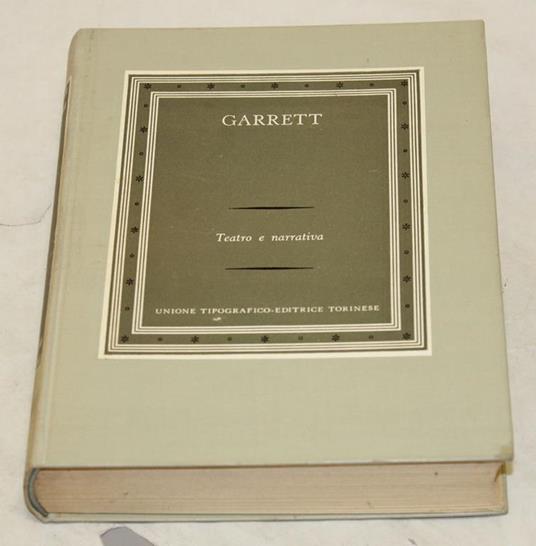 GARRETT
Teatro e narrativa
UNIONE TIPOGRAFICO-EDITRICE TORINESE